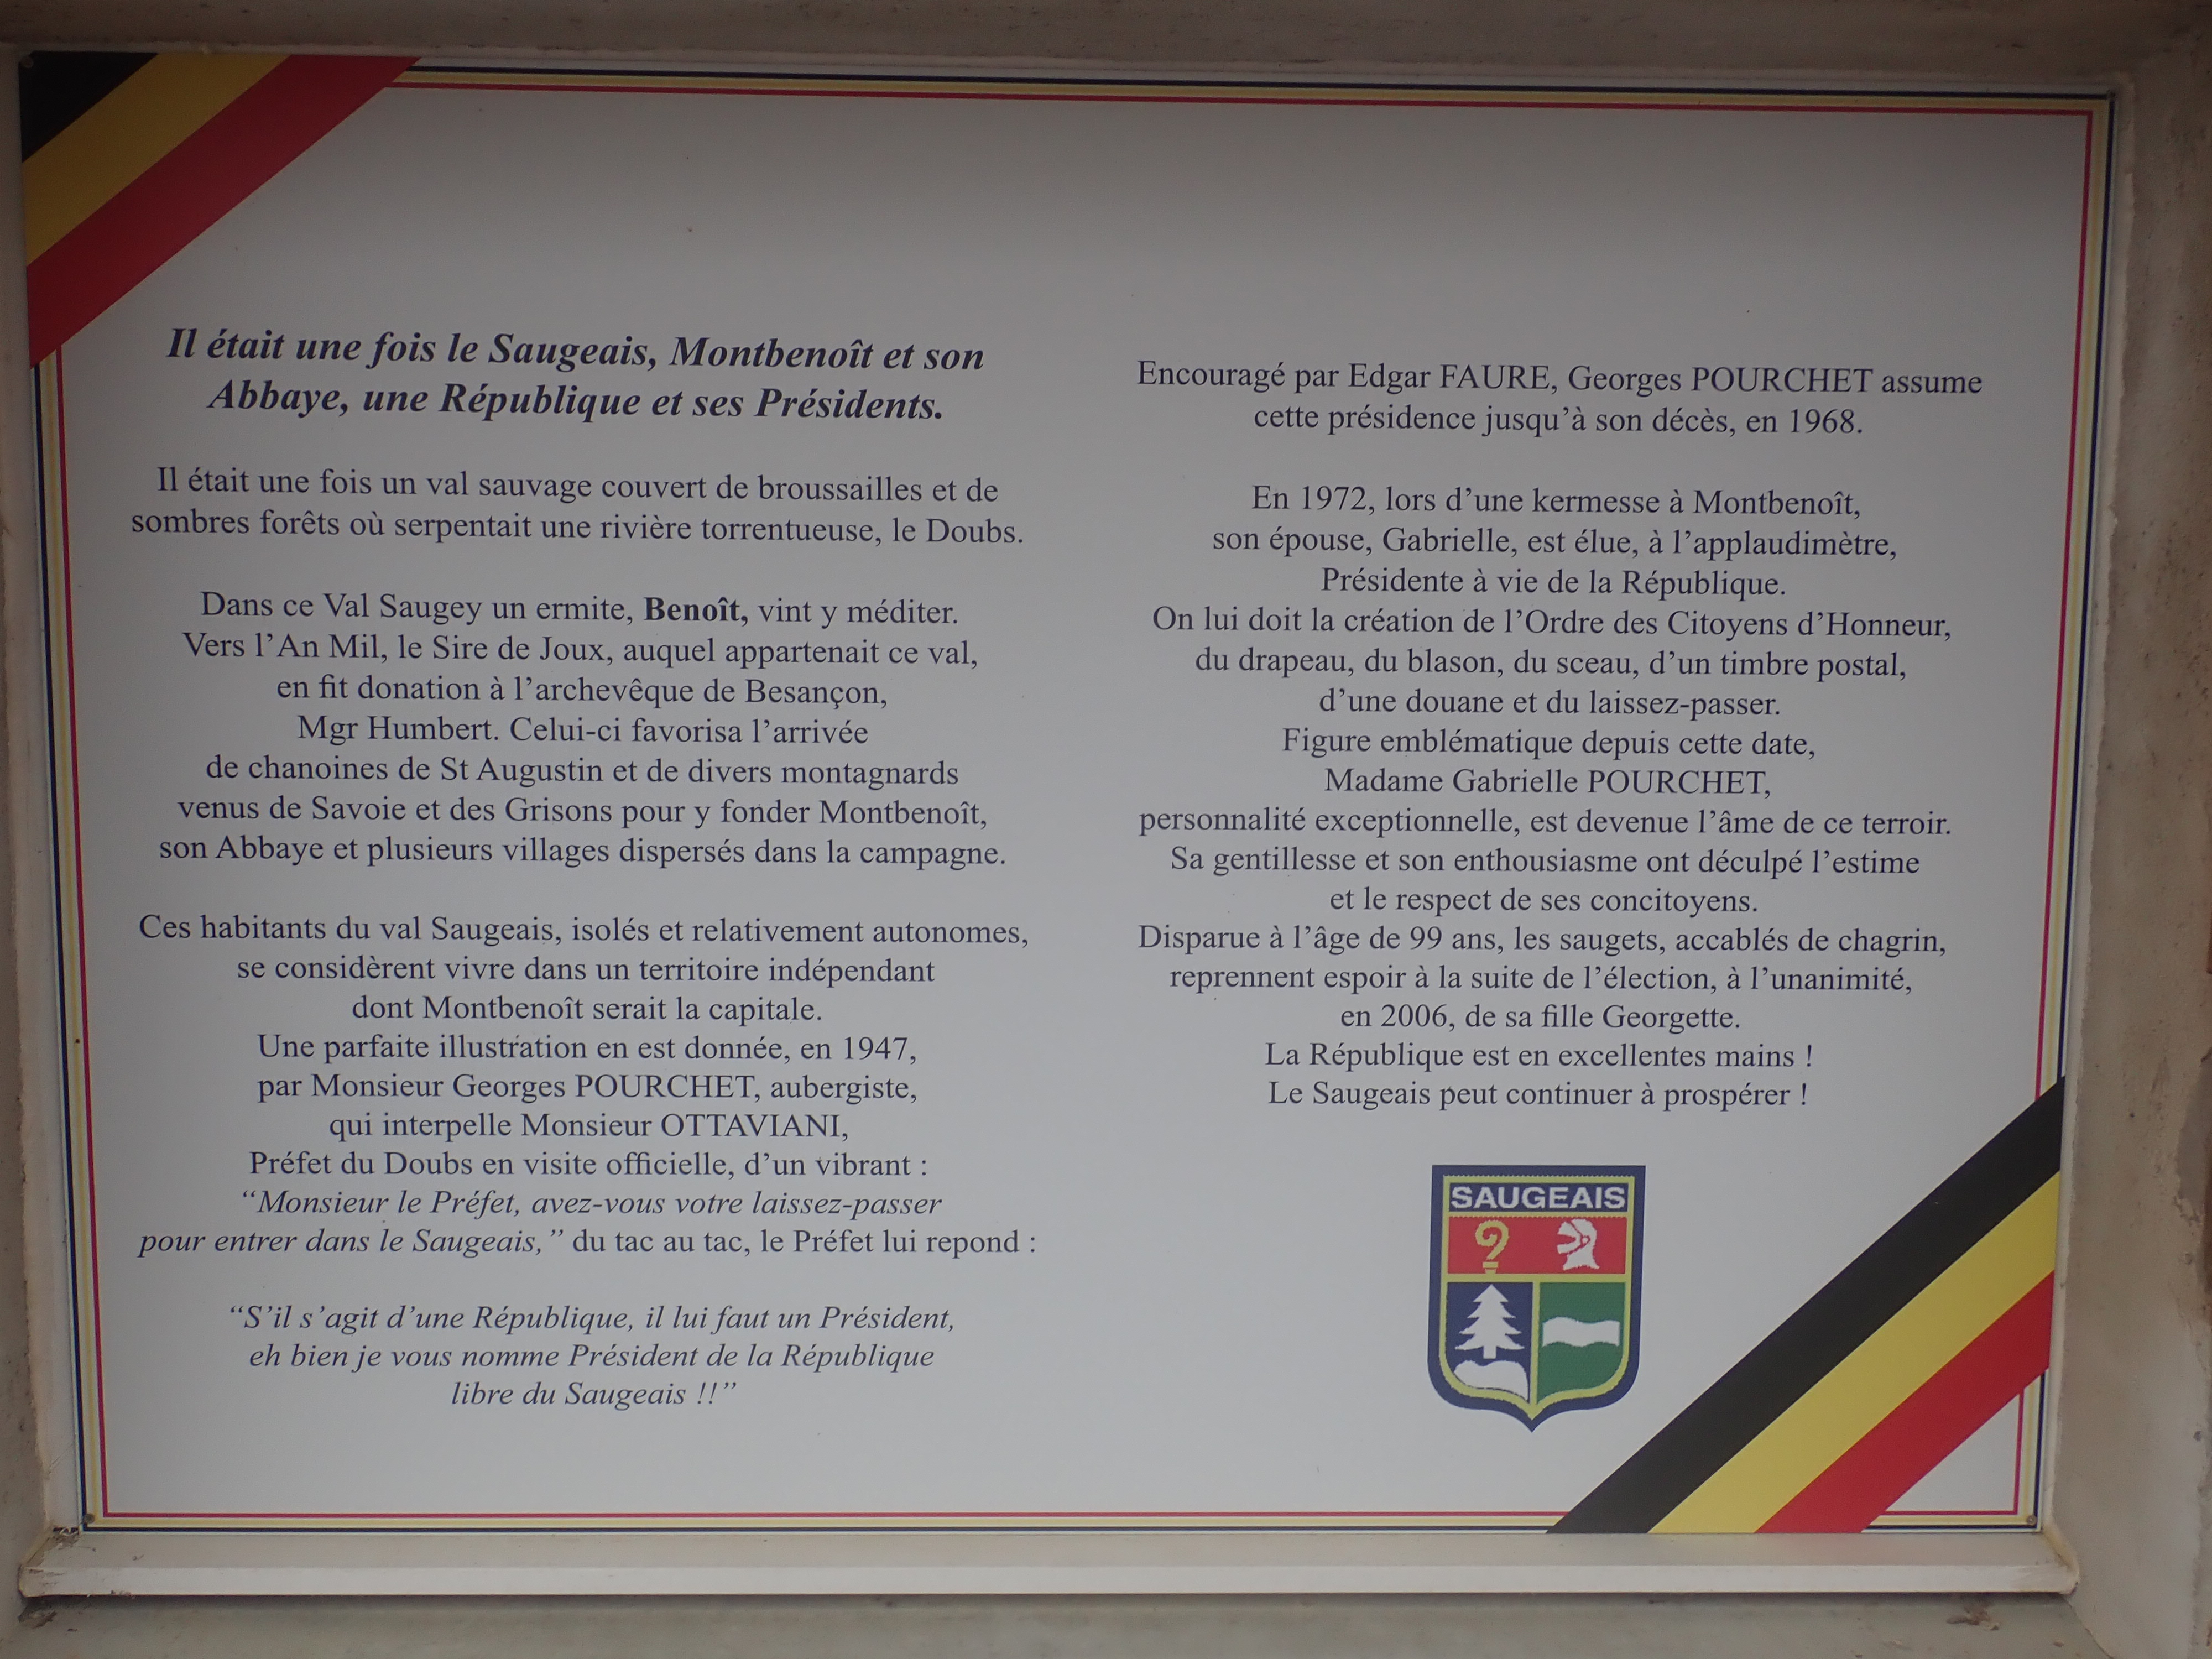 Il était une fois le Saugeais, Montbenoît et son
Abbaye, une République et ses Présidents.
Il était une fois un val sauvage couvert de broussailles et de
sombres forêts où serpentait une rivière torrentueuse, le Doubs.
Dans ce Val Saugey un ermite, Benoît, vint y méditer.
Vers l'An Mil, le Sire de Joux, auquel appartenait ce val,
en fit donation à l'archevêque de Besançon,
Mgr Humbert. Celui-ci favorisa l'arrivée
de chanoines de St Augustin et de divers montagnards
venus de Savoie et des Grisons pour y fonder Montbenoît,
son Abbaye et plusieurs villages dispersés dans la campagne.
Ces habitants du val Saugeais, isolés et relativement autonomes,
se considèrent vivre dans un territoire indépendant
dont Montbenoît serait la capitale.
Une parfaite illustration en est donnée, en 1947,
par Monsieur Georges POURCHET, aubergiste,
qui interpelle Monsieur OTTAVIANI,
Préfet du Doubs en visite officielle, d'un vibrant :
“Monsieur le Préfet, avez-vous votre laissez-passer
pour entrer dans le Saugeais,” du tac au tac, le Préfet lui repond :
“S'il s'agit d'une République, il lui faut un Président,
eh bien je vous nomme Président de la République
libre du Saugeais !!”
Encouragé par Edgar FAURE, Georges POURCHET assume
cette présidence jusqu'à son décès, en 1968.
En 1972, lors d'une kermesse à Montbenoît,
son épouse, Gabrielle, est élue, à l'applaudimètre,
Présidente à vie de la République.
On lui doit la création de l'Ordre des Citoyens d'Honneur,
du drapeau, du blason, du sceau, d'un timbre postal,
d'une douane et du laissez-passer.
Figure emblématique depuis cette date,
Madame Gabrielle POURCHET,
personnalité exceptionnelle, est devenue l'âme de ce terroir.
Sa gentillesse et son enthousiasme ont déculpé l'estime
et le respect de ses concitoyens.
Disparue à l'âge de 99 ans, les saugets, accablés de chagrin,
reprennent espoir à la suite de l'élection, à l'unanimité,
en 2006, de sa fille Georgette.
La République est en excellentes mains !
Le Saugeais peut continuer à prospérer !
SAUGEAIS